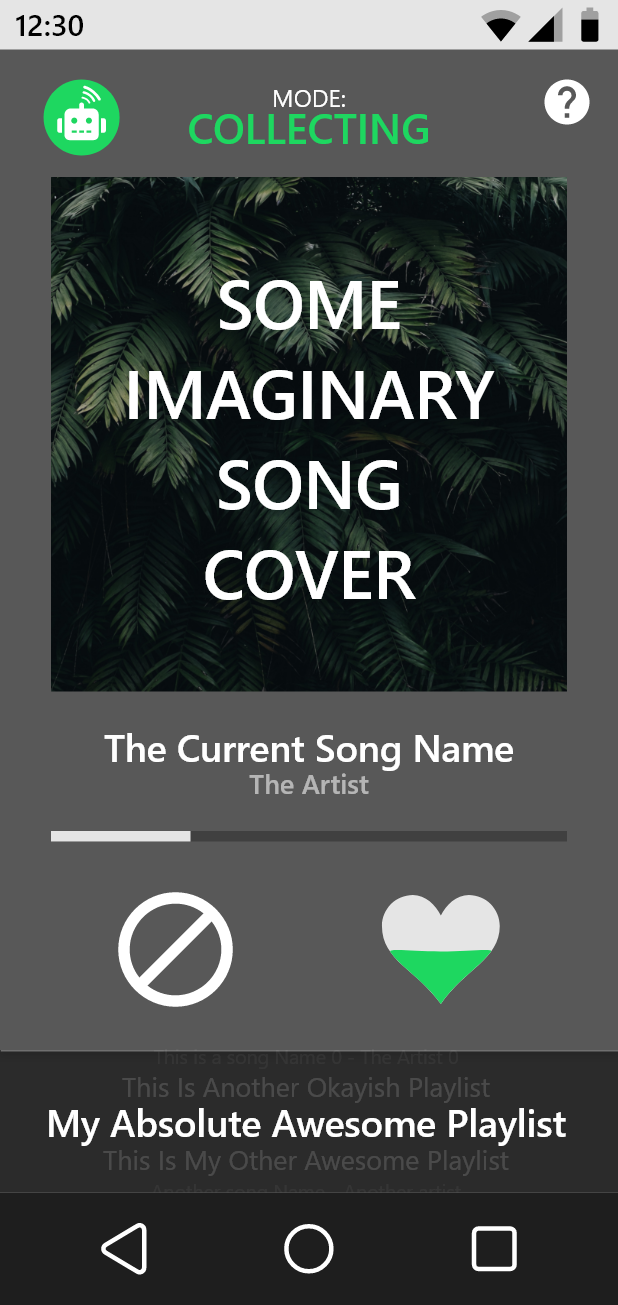 12:30
MODE:
COLLECTING
?
SOME
IMAGINARY
SONG
COVER
The Current Song Name
The Artist
This is a song Name 0 - The Artist 0
This Is Another Okayish Playlist
My Absolute Awesome Playlist
This Is My Other Awesome Playlist
Another song Name - Another artist